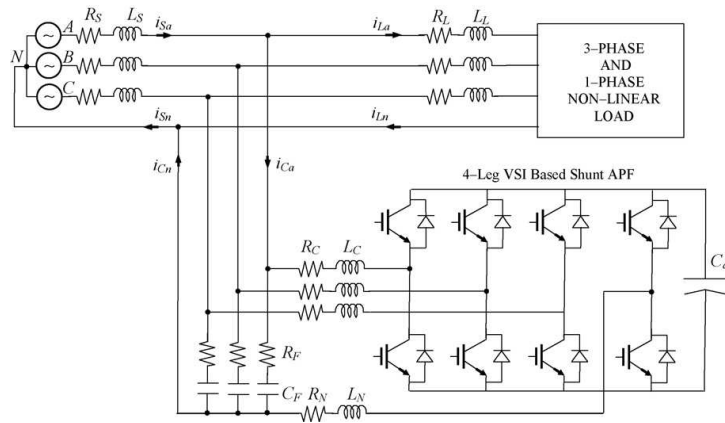 R_S L_S i_Sa i_La R_L L_L
A
N B
C
3–PHASE
AND
1–PHASE
NON–LINEAR
LOAD
i_Sn i_Ln
i_Cn i_Ca
4–Leg VSI Based Shunt APF
R_C L_C
R_F
C_F R_N L_N